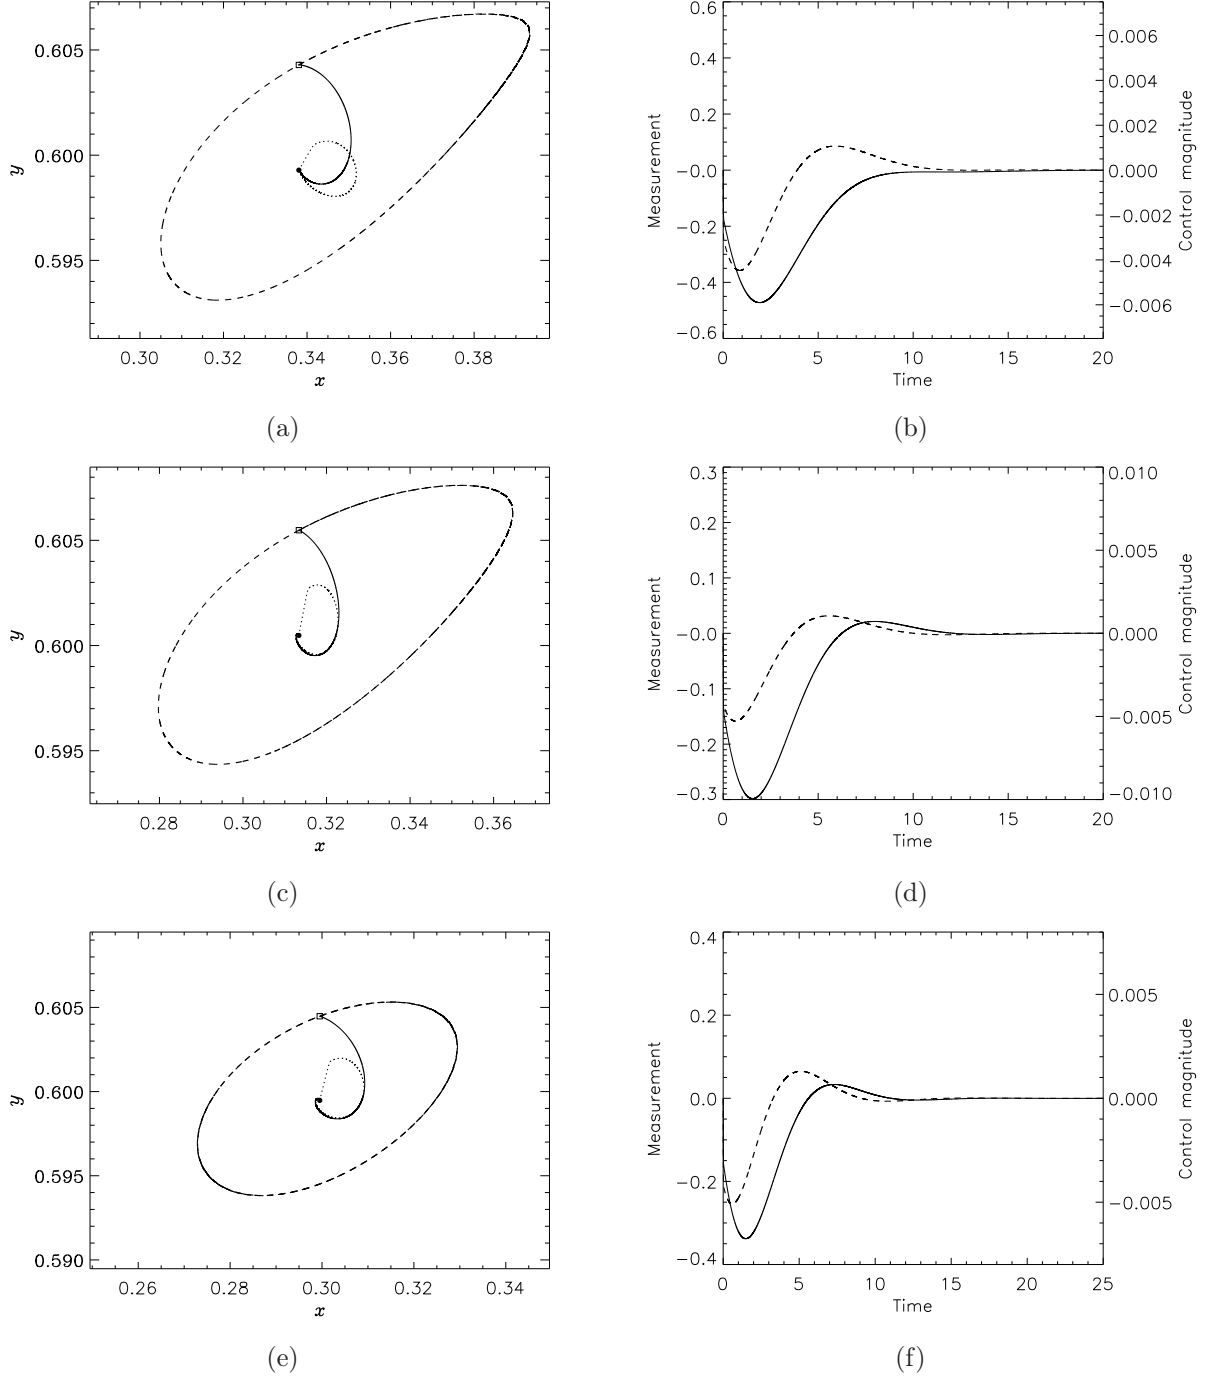 0.605
0.600
0.595
y
0.30 0.32 0.34 0.36 0.38
x
(a)
0.6
0.4
0.2
−0.0
−0.2
−0.4
−0.6
Measurement
0.006
0.004
0.002
0.000
−0.002
−0.004
−0.006
Control magnitude
0 5 10 15 20
Time
(b)
0.605
0.600
0.595
y
0.28 0.30 0.32 0.34 0.36
x
(c)
0.3
0.2
0.1
−0.0
−0.1
−0.2
−0.3
Measurement
0.010
0.005
0.000
−0.005
−0.010
Control magnitude
0 5 10 15 20
Time
(d)
0.605
0.600
0.595
0.590
y
0.26 0.28 0.30 0.32 0.34
x
(e)
0.4
0.2
0.0
−0.2
−0.4
Measurement
0.005
0.000
−0.005
Control magnitude
0 5 10 15 20 25
Time
(f)